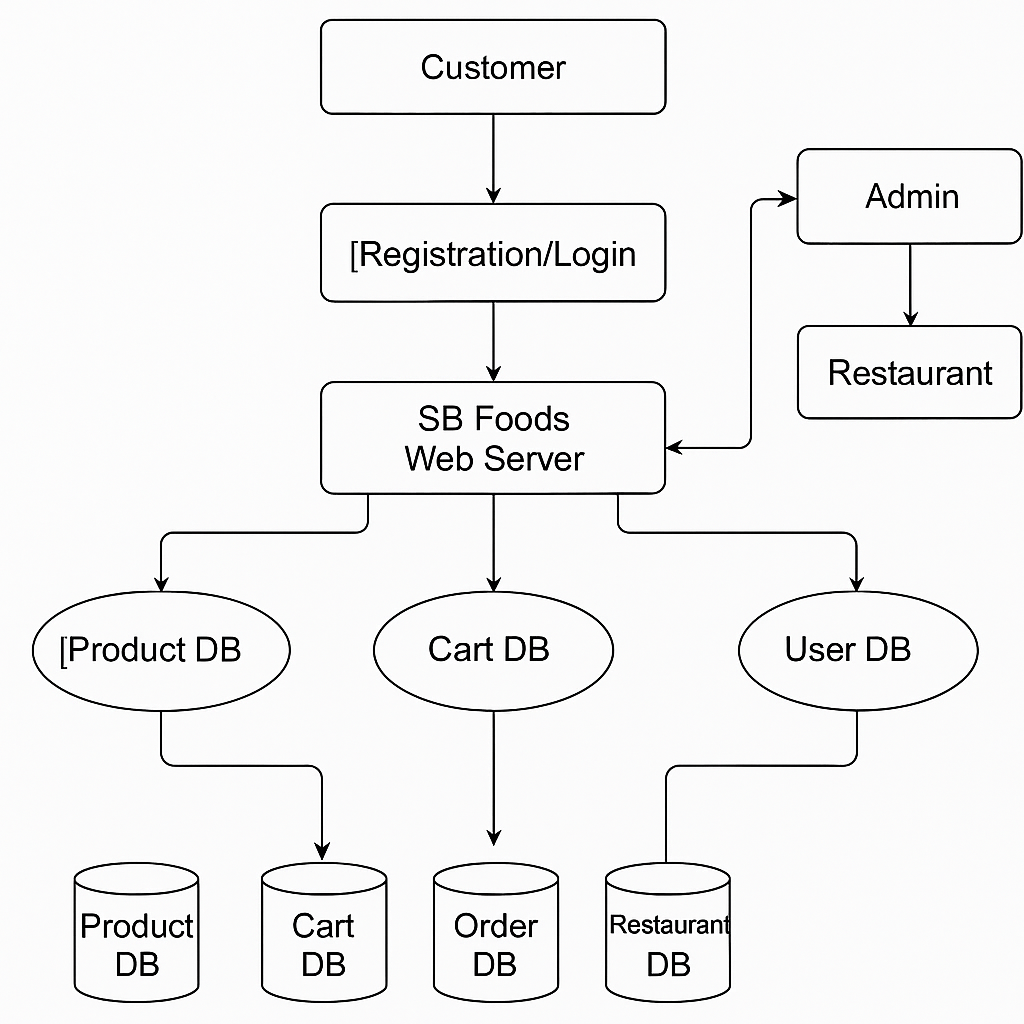 Customer
Admin
[Registration/Login
Restaurant
SB Foods
Web Server
[Product DB
Cart DB
User DB
Product
DB
Cart
DB
Order
DB
Restaurant
DB